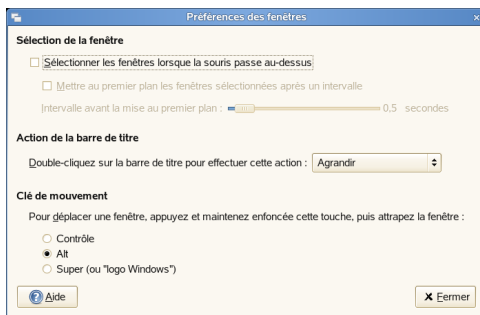 Préférences des fenêtres
Sélection de la fenêtre
Sélectionner les fenêtres lorsque la souris passe au-dessus
Mettre au premier plan les fenêtres sélectionnées après un intervalle
Intervalle avant la mise au premier plan : 0,5 secondes
Action de la barre de titre
Double-cliquez sur la barre de titre pour effectuer cette action : Agrandir
Clé de mouvement
Pour déplacer une fenêtre, appuyez et maintenez enfoncée cette touche, puis attrapez la fenêtre :
Contrôle
Alt
Super (ou "logo Windows")
Aide Fermer